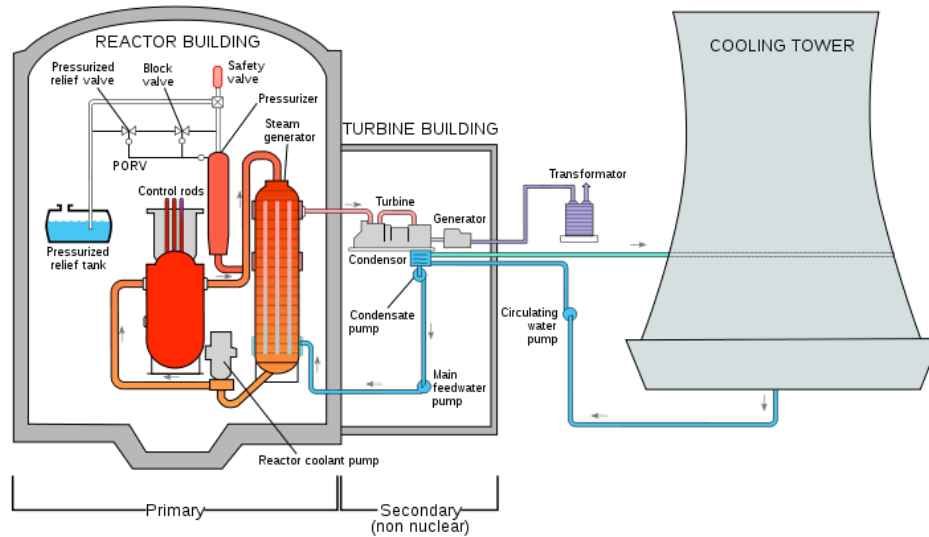 REACTOR BUILDING
COOLING TOWER
Pressurized
relief valve
Block
valve
Safety
valve
Pressurizer
Steam
generator
TURBINE BUILDING
PORV
Control rods
Turbine
Generator
Transformator
Pressurized
relief tank
Condensor
Condensate
pump
Circulating
water
pump
Main
feedwater
pump
Reactor coolant pump
Primary
Secondary
(non nuclear)